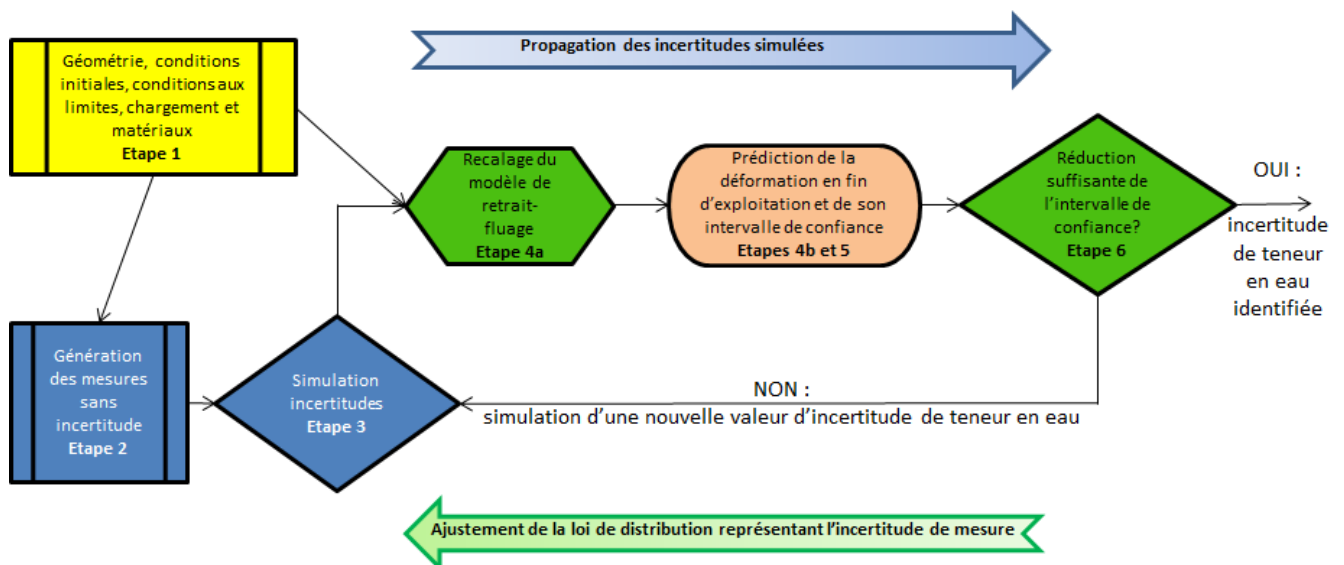 Propagation des incertitudes simulées
Géométrie, conditions
initiales, conditions aux
limites, chargement et
matériaux
Etape 1
Recalage du
modèle de
retrait-
fluage
Etape 4a
Prédiction de la
déformation en fin
d'exploitation et de son
intervalle de confiance
Etapes 4b et 5
Réduction
suffisante de
l'intervalle de
confiance?
Etape 6
OUI :
incertitude
de teneur
en eau
identifiée
Génération
des mesures
sans
incertitude
Etape 2
Simulation
incertitudes
Etape 3
NON :
simulation d'une nouvelle valeur d'incertitude de teneur en eau
Ajustement de la loi de distribution représentant l'incertitude de mesure